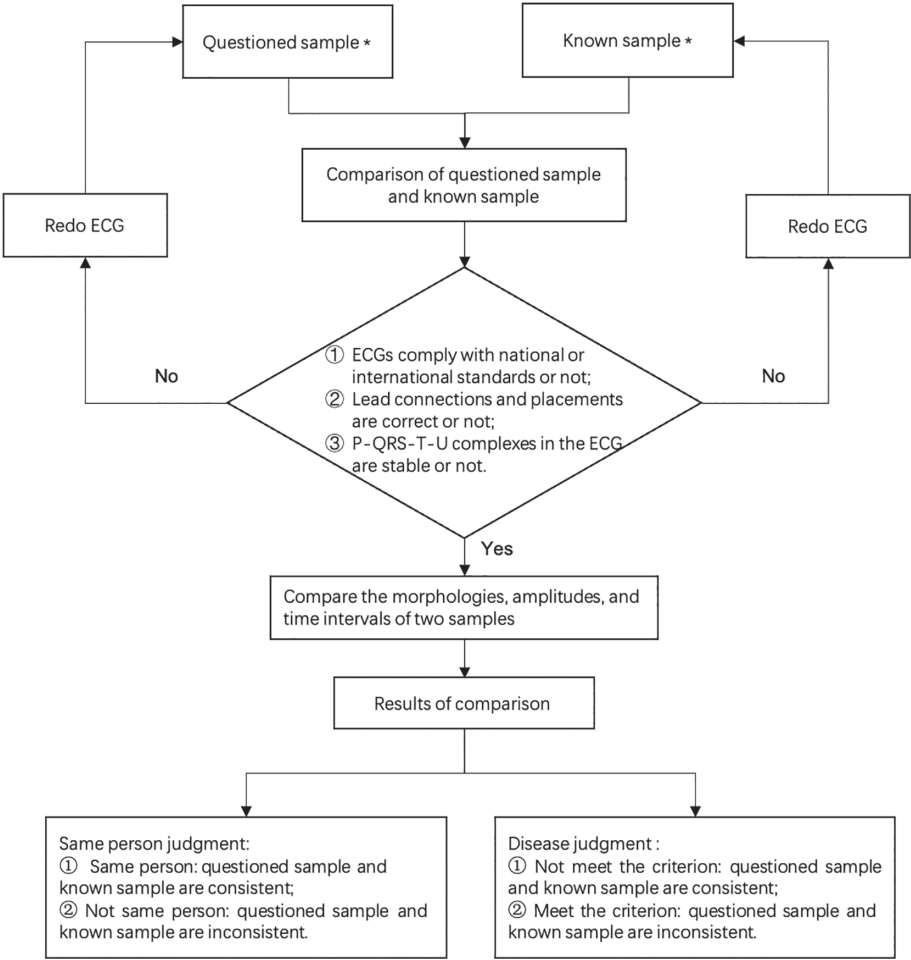 Questioned sample *
Known sample *
Comparison of questioned sample
and known sample
Redo ECG
Redo ECG
① ECGs comply with national or
international standards or not;
② Lead connections and placements
are correct or not;
③ P-QRS-T-U complexes in the ECG
are stable or not.
No
No
Yes
Compare the morphologies, amplitudes, and
time intervals of two samples
Results of comparison
Same person judgment:
① Same person: questioned sample and
known sample are consistent;
② Not same person: questioned sample and
known sample are inconsistent.
Disease judgment :
① Not meet the criterion: questioned sample
and known sample are consistent;
② Meet the criterion: questioned sample and
known sample are inconsistent.